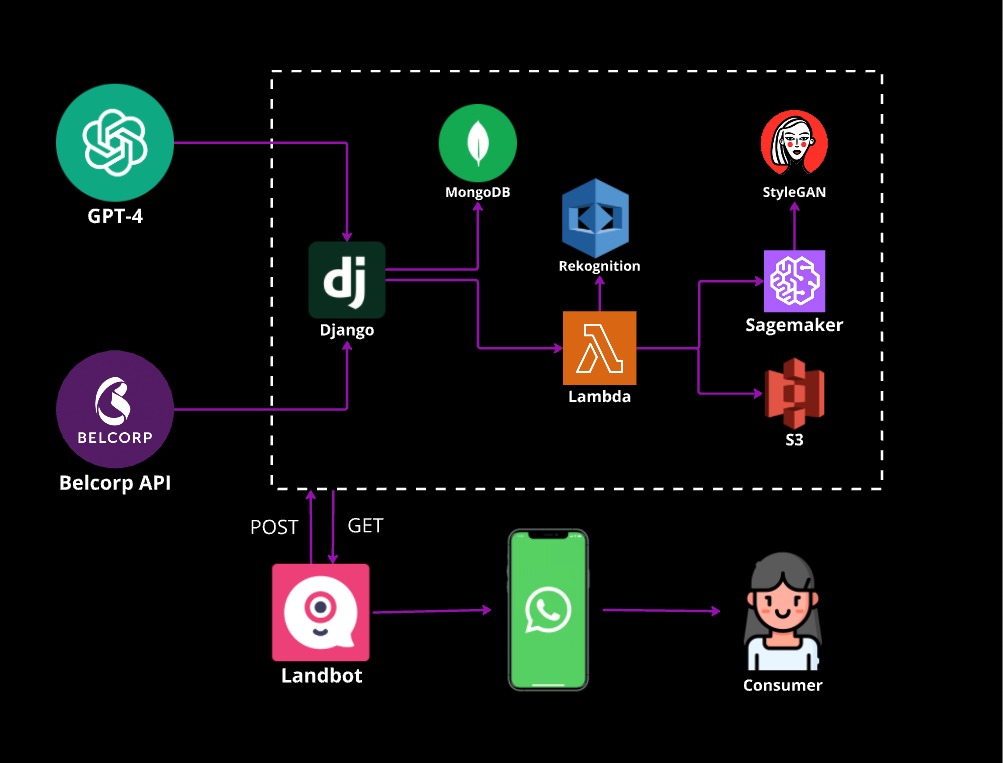 GPT-4
MongoDB
StyleGAN
Rekognition
dj
Django
Sagemaker
Lambda
BELCORP
S3
Belcorp API
POST
GET
Landbot
Consumer